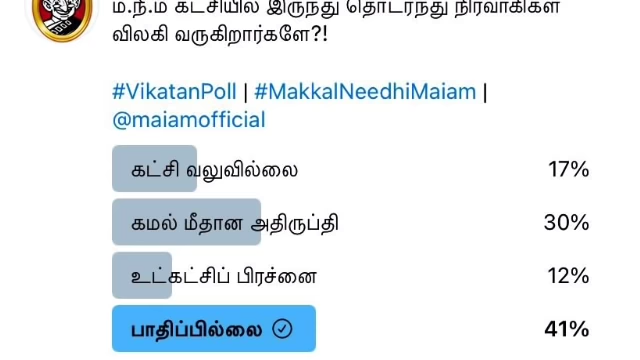 ம.நீ.ம கட்சியில் இருந்து தொடர்ந்து நிர்வாகிகள்
விலகி வருகிறார்களே?!
#VikatanPoll | #MakkalNeedhiMaiam |
@maiamofficial
கட்சி வலுவில்லை 17%
கமல் மீதான அதிருப்தி 30%
உட்கட்சிப் பிரச்னை 12%
பாதிப்பில்லை 41%